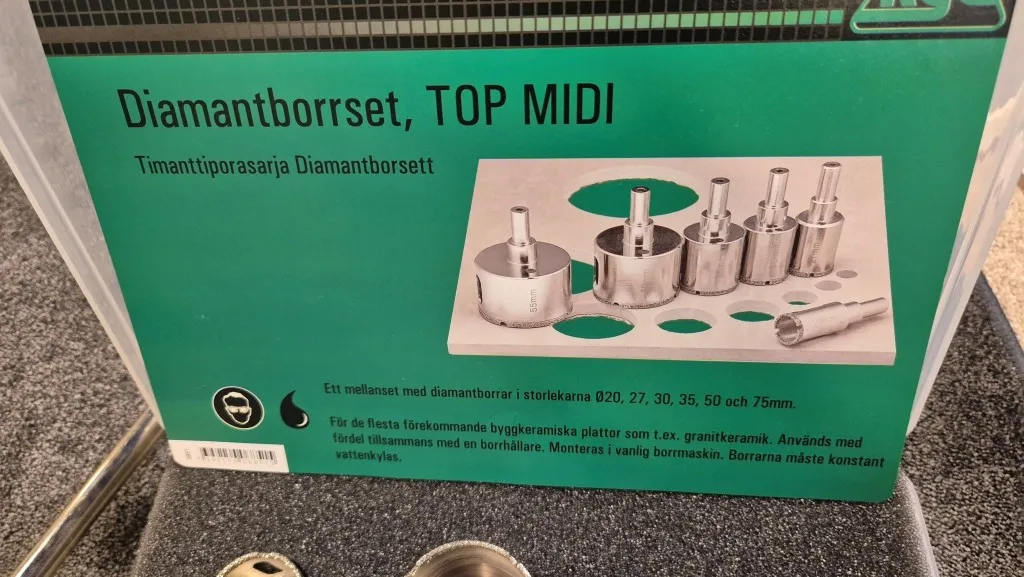 Diamantborrset, TOP MIDI
Timanttiporasarja Diamantborsett
55mm
Ett mellanset med diamantborrar i storlekarna Ø20, 27, 30, 35, 50 och 75mm.
För de flesta förekommande byggkeramiska plattor som t.ex. granitkeramik. Används med
fördel tillsammans med en borrhållare. Monteras i vanlig borrmaskin. Borrarna måste konstant
vattenkylas.